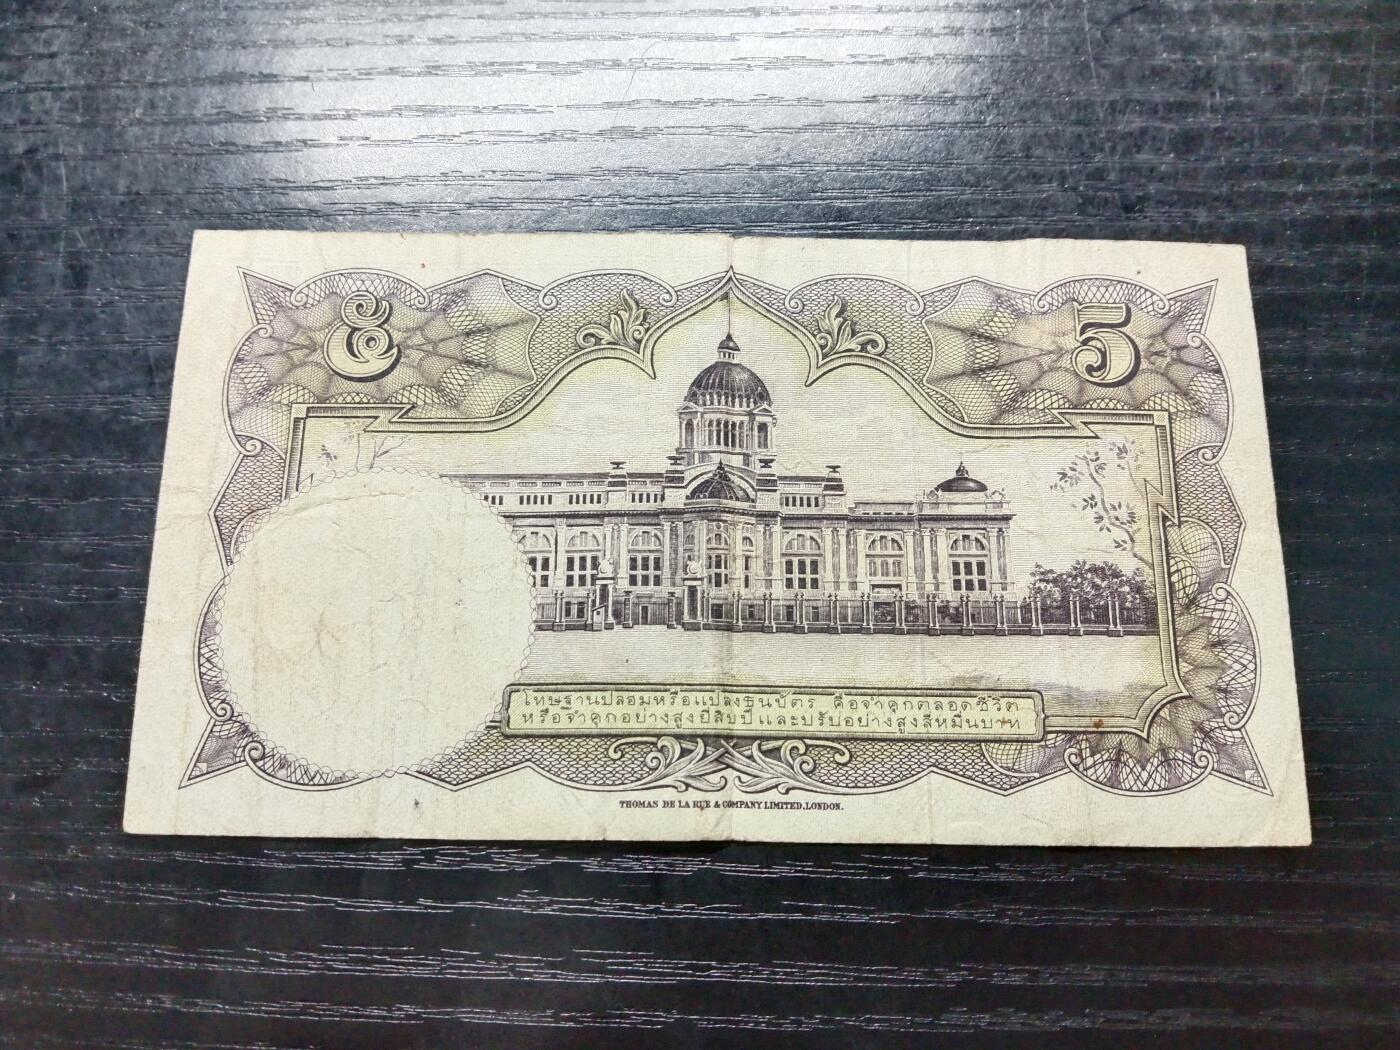 ๕ 5
โทษฐานปลอมหรือแปลงธนบัตร คือจำคุกตลอดชีวิต
หรือจำคุกอย่างสูงยี่สิบปีและปรับอย่างสูงสี่หมื่นบาท
THOMAS DE LA RUE & COMPANY LIMITED, LONDON.